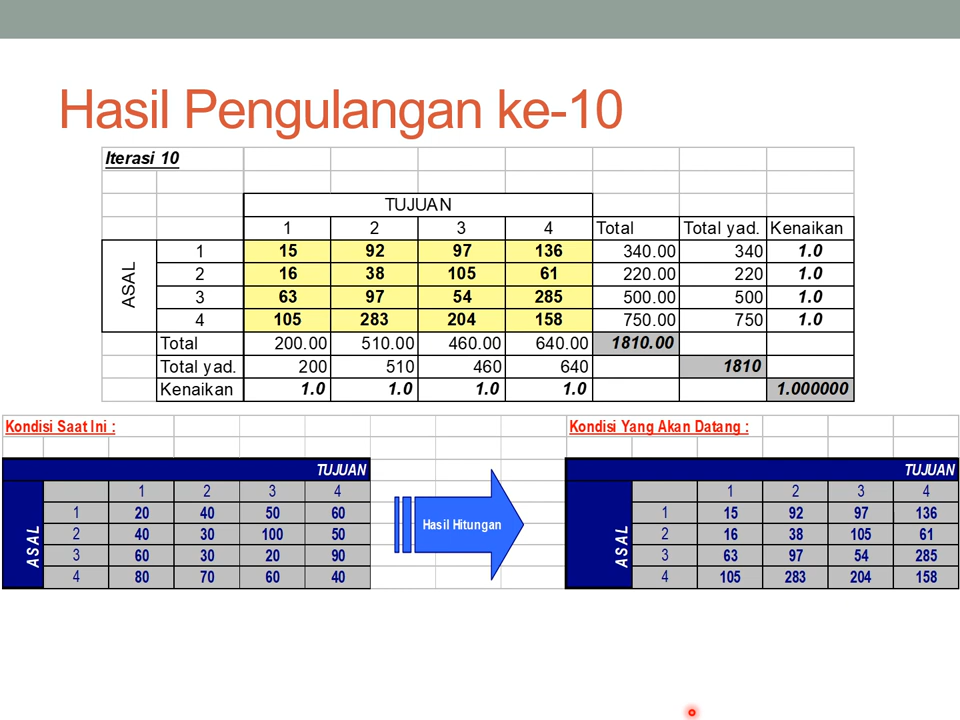 Hasil Pengulangan ke-10
Iterasi 10
TUJUAN
1 2 3 4 Total Total yad. Kenaikan
ASAL
1 15 92 97 136 340.00 340 1.0
2 16 38 105 61 220.00 220 1.0
3 63 97 54 285 500.00 500 1.0
4 105 283 204 158 750.00 750 1.0
Total 200.00 510.00 460.00 640.00 1810.00
Total yad. 200 510 460 640 1810
Kenaikan 1.0 1.0 1.0 1.0 1.000000
Kondisi Saat Ini :
TUJUAN
1 2 3 4
ASAL
1 20 40 50 60
2 40 30 100 50
3 60 30 20 90
4 80 70 60 40
Hasil Hitungan
Kondisi Yang Akan Datang :
TUJUAN
1 2 3 4
ASAL
1 15 92 97 136
2 16 38 105 61
3 63 97 54 285
4 105 283 204 158